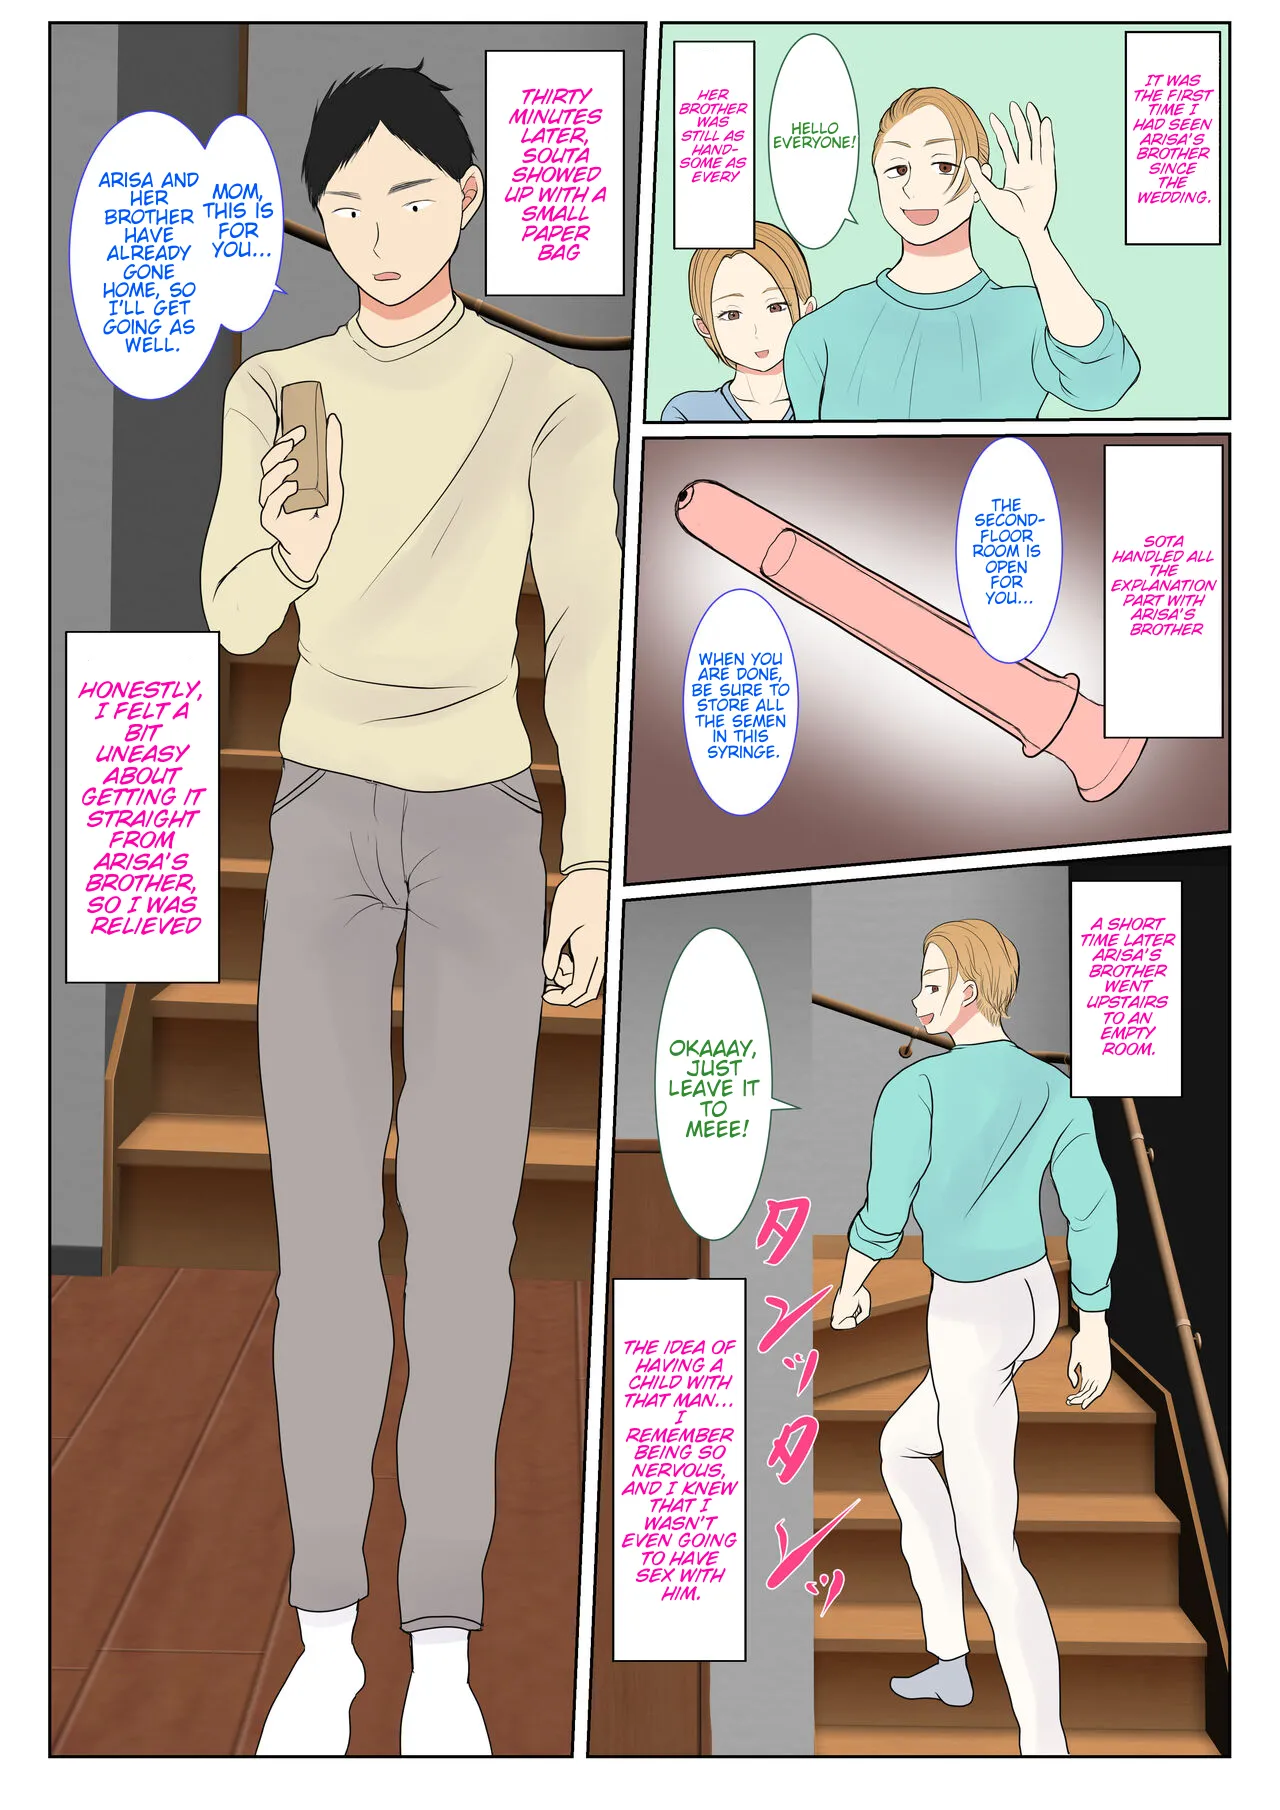 IT WAS
THE FIRST
TIME I
HAD SEEN
ARISA'S
BROTHER
SINCE
THE
WEDDING.
HELLO
EVERYONE!
HER
BROTHER
WAS
STILL AS
HAND-
SOME AS
EVERY
SOTA
HANDLED ALL
THE
EXPLANATION
PART WITH
ARISA'S
BROTHER
THE
SECOND-
FLOOR
ROOM IS
OPEN
FOR
YOU...
WHEN YOU
ARE DONE,
BE SURE TO
STORE ALL
THE SEMEN
IN THIS
SYRINGE.
A SHORT
TIME LATER
ARISA'S
BROTHER
WENT
UPSTAIRS
TO AN
EMPTY
ROOM.
OKAAAY,
JUST
LEAVE IT
TO
MEEE!
タンッタンッ
THE IDEA OF
HAVING A
CHILD WITH
THAT MAN...
I
REMEMBER
BEING SO
NERVOUS,
AND I KNEW
THAT I
WASN'T
EVEN GOING
TO HAVE
SEX WITH
HIM.
THIRTY
MINUTES
LATER,
SOUTA
SHOWED
UP WITH A
SMALL
PAPER
BAG
MOM,
THIS IS
FOR
YOU...
ARISA AND
HER
BROTHER
HAVE
ALREADY
GONE
HOME, SO
I'LL GET
GOING AS
WELL.
HONESTLY,
I FELT A
BIT
UNEASY
ABOUT
GETTING IT
STRAIGHT
FROM
ARISA'S
BROTHER,
SO I WAS
RELIEVED